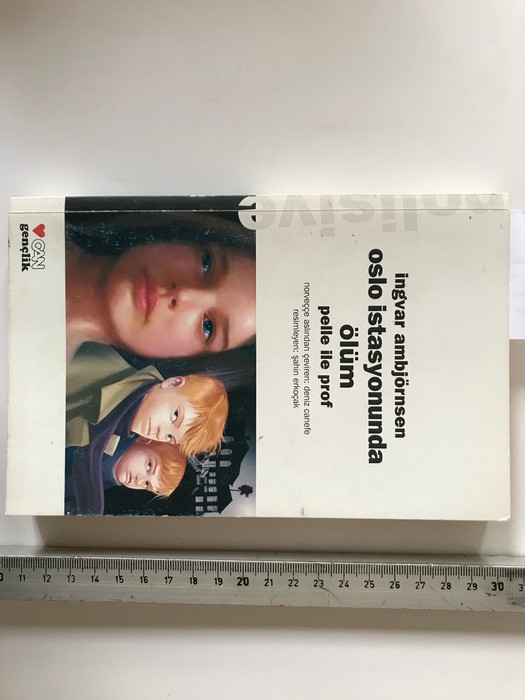 polisiye
ingvar ambjörnsen
oslo istasyonunda
ölüm
pelle ile prof
norveççe aslından çeviren: deniz canefe
resimleyen: şahin erkoçak
CAN
gençlik
11 12 13 14 15 16 17 18 19 20 21 22 23 24 25 26 27 28 29 30